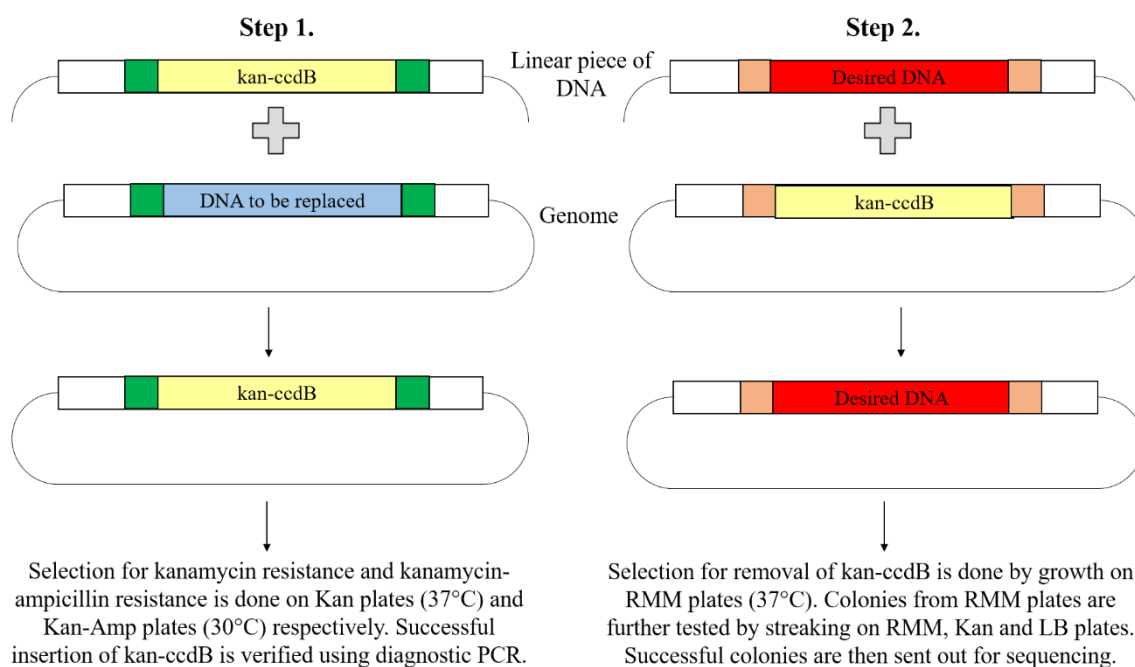 Step 1.
kan-ccdB
DNA to be replaced
kan-ccdB
Selection for kanamycin resistance and kanamycin-
ampicillin resistance is done on Kan plates (37°C) and
Kan-Amp plates (30°C) respectively. Successful
insertion of kan-ccdB is verified using diagnostic PCR.
Linear piece of
DNA
Genome
Step 2.
Desired DNA
kan-ccdB
Desired DNA
Selection for removal of kan-ccdB is done by growth on
RMM plates (37°C). Colonies from RMM plates are
further tested by streaking on RMM, Kan and LB plates.
Successful colonies are then sent out for sequencing.